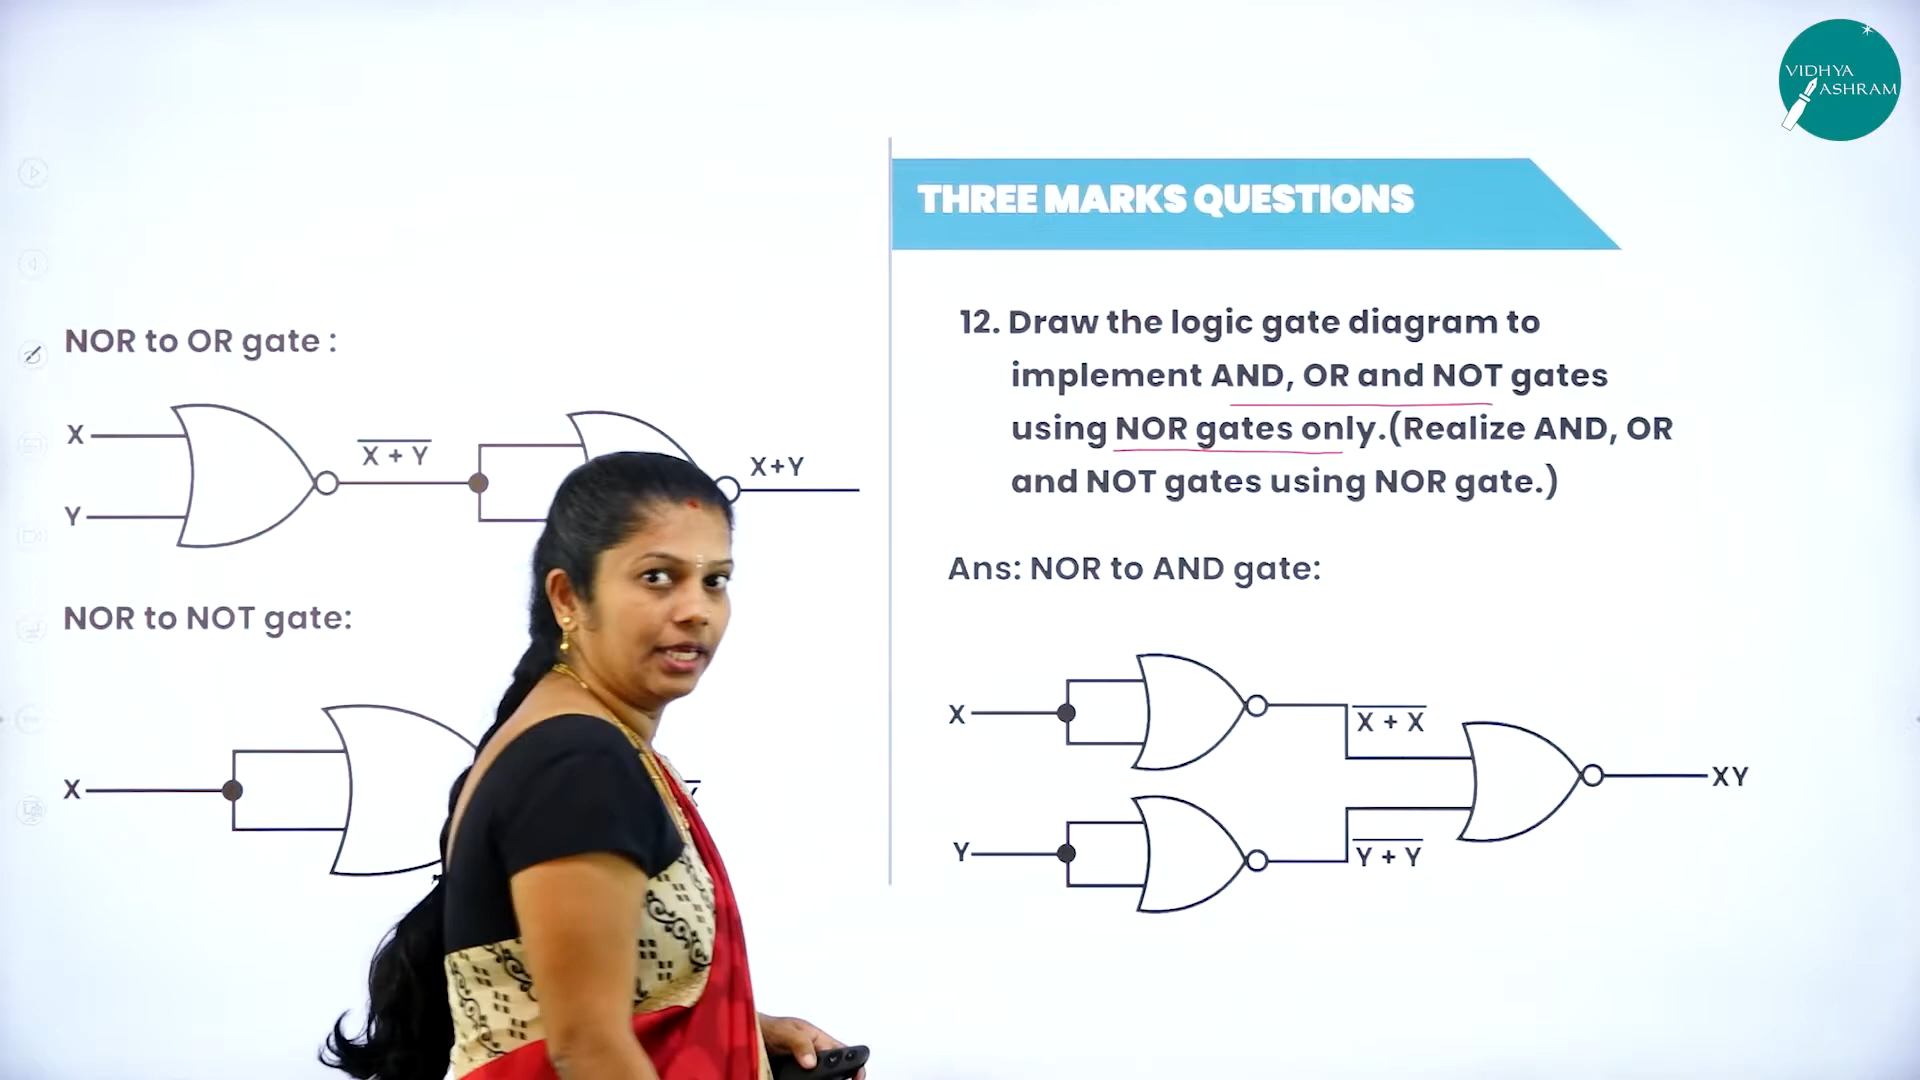 VIDHYA
ASHRAM
NOR to OR gate :
X
Y
X + Y
X+Y
NOR to NOT gate:
X
THREE MARKS QUESTIONS
12. Draw the logic gate diagram to
implement AND, OR and NOT gates
using NOR gates only.(Realize AND, OR
and NOT gates using NOR gate.)
Ans: NOR to AND gate:
X
X + X
XY
Y
Y + Y